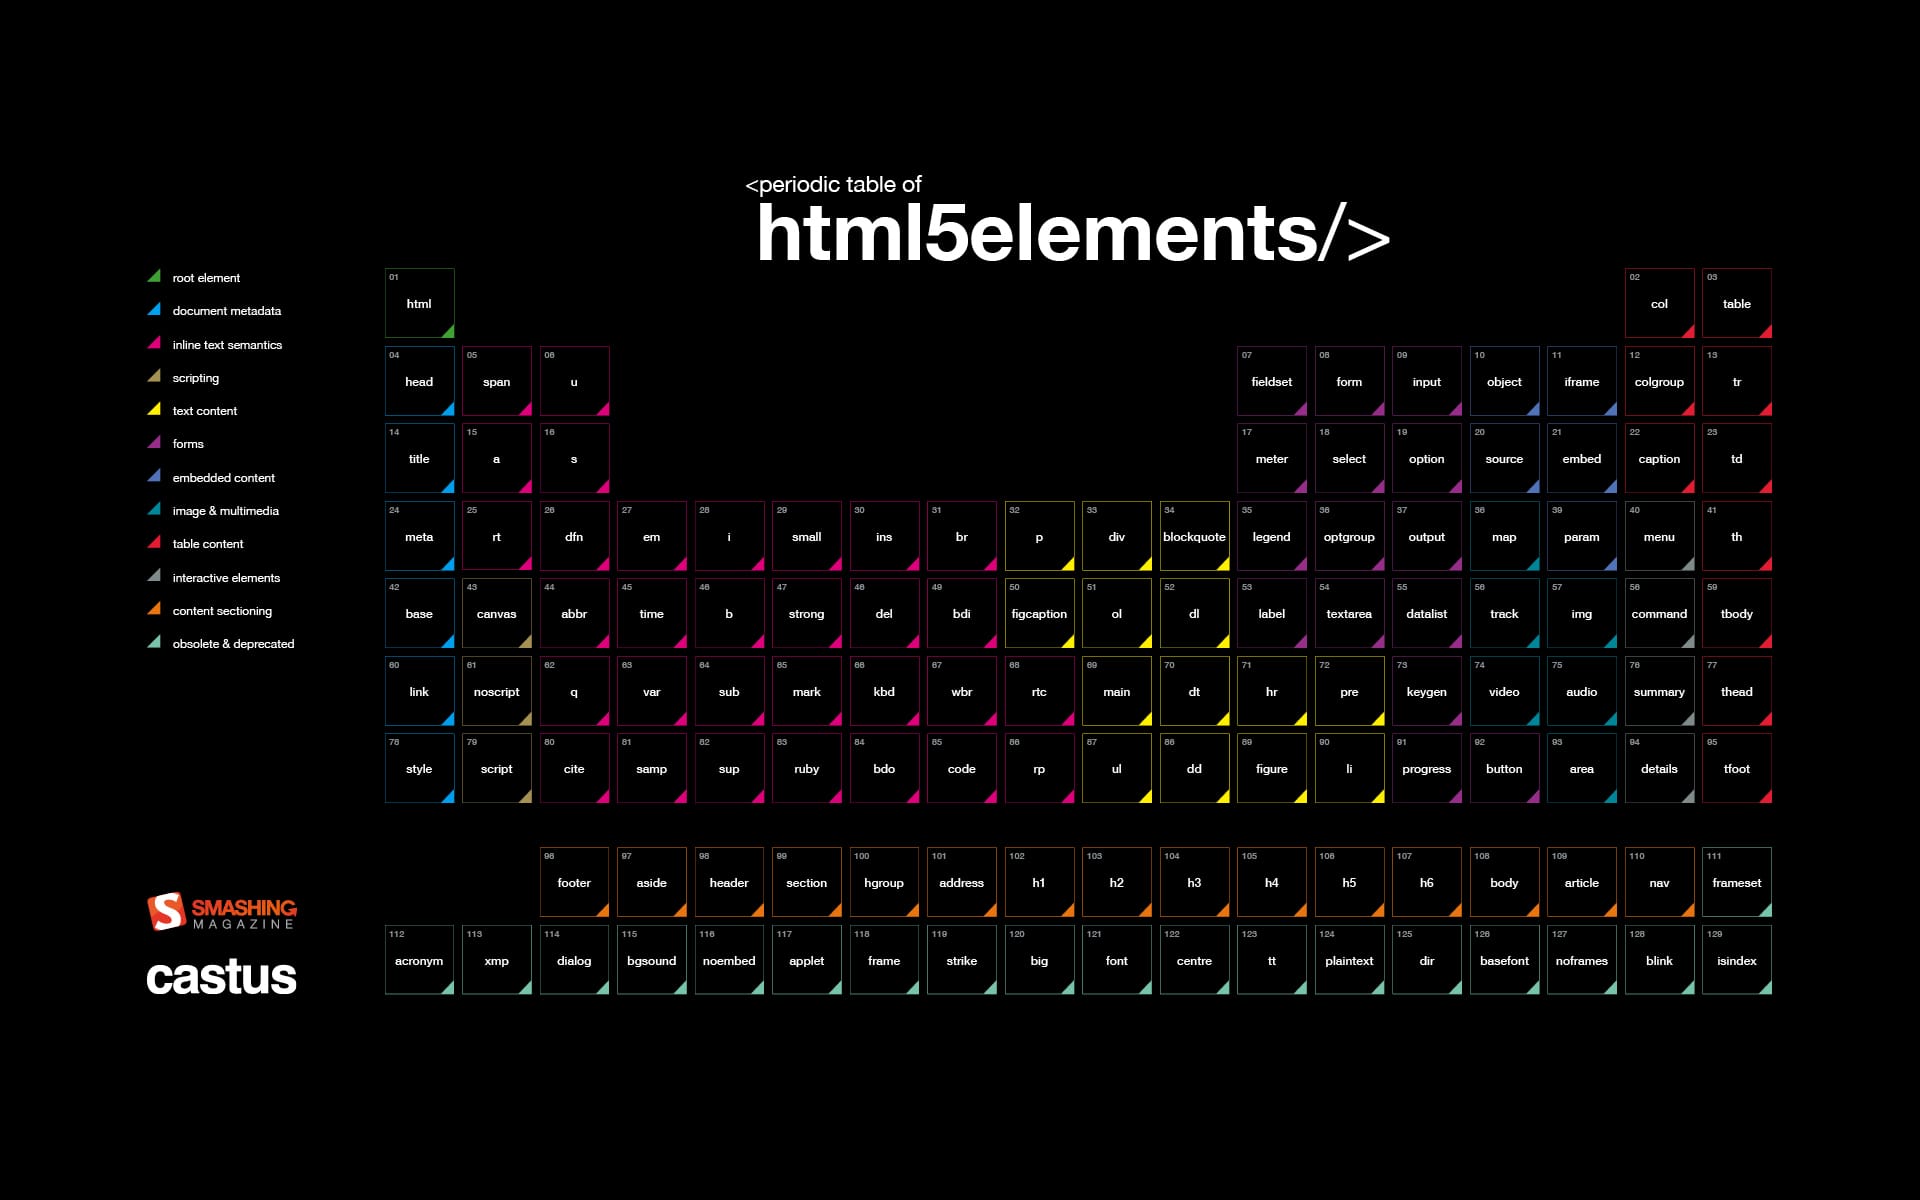 <periodic table of
html5elements/>
root element
document metadata
inline text semantics
scripting
text content
forms
embedded content
image & multimedia
table content
interactive elements
content sectioning
obsolete & deprecated
01 02 03
html col table
04 05 06 07 08 09 10 11 12 13
head span u fieldset form input object iframe colgroup tr
14 15 16 17 18 19 20 21 22 23
title a s meter select option source embed caption td
24 25 26 27 28 29 30 31 32 33 34 35 36 37 38 39 40 41
meta rt dfn em i small ins br p div blockquote legend optgroup output map param menu th
42 43 44 45 46 47 48 49 50 51 52 53 54 55 56 57 58 59
base canvas abbr time b strong del bdi figcaption ol dl label textarea datalist track img command tbody
60 61 62 63 64 65 66 67 68 69 70 71 72 73 74 75 76 77
link noscript q var sub mark kbd wbr rtc main dt hr pre keygen video audio summary thead
78 79 80 81 82 83 84 85 86 87 88 89 90 91 92 93 94 95
style script cite samp sup ruby bdo code rp ul dd figure li progress button area details tfoot
96 97 98 99 100 101 102 103 104 105 106 107 108 109 110 111
footer aside header section hgroup address h1 h2 h3 h4 h5 h6 body article nav frameset
112 113 114 115 116 117 118 119 120 121 122 123 124 125 126 127 128 129
acronym xmp dialog bgsound noembed applet frame strike big font centre tt plaintext dir basefont noframes blink isindex
S SMASHING
MAGAZINE
castus